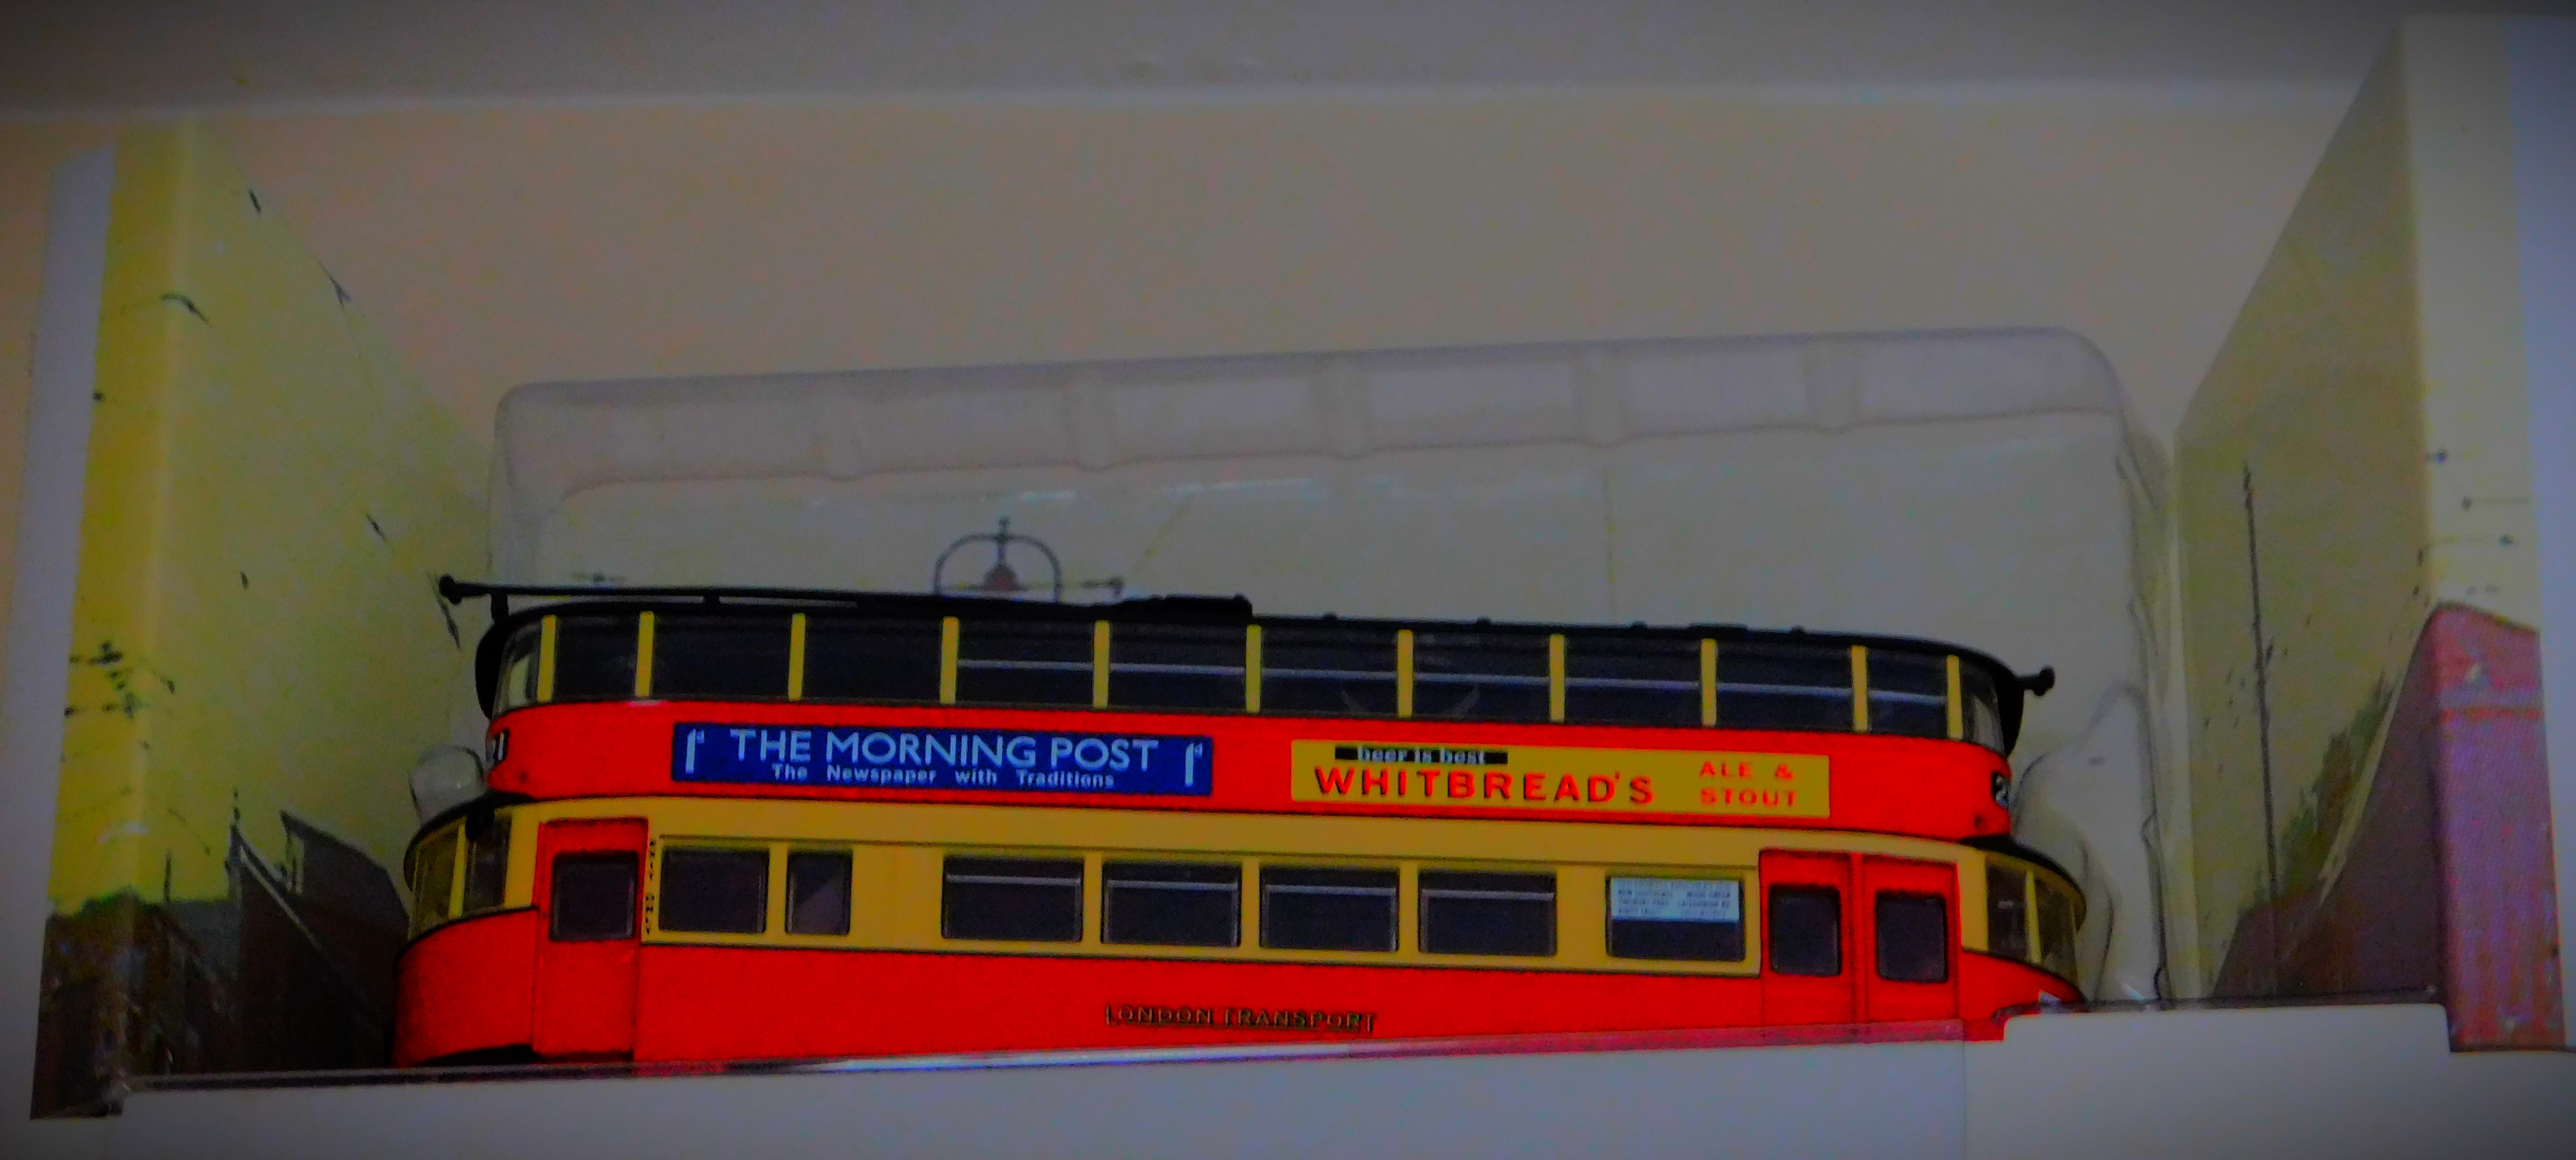 1d THE MORNING POST 1d
The Newspaper with Traditions
beer is best
WHITBREAD'S
ALE &
STOUT
LONDON TRANSPORT